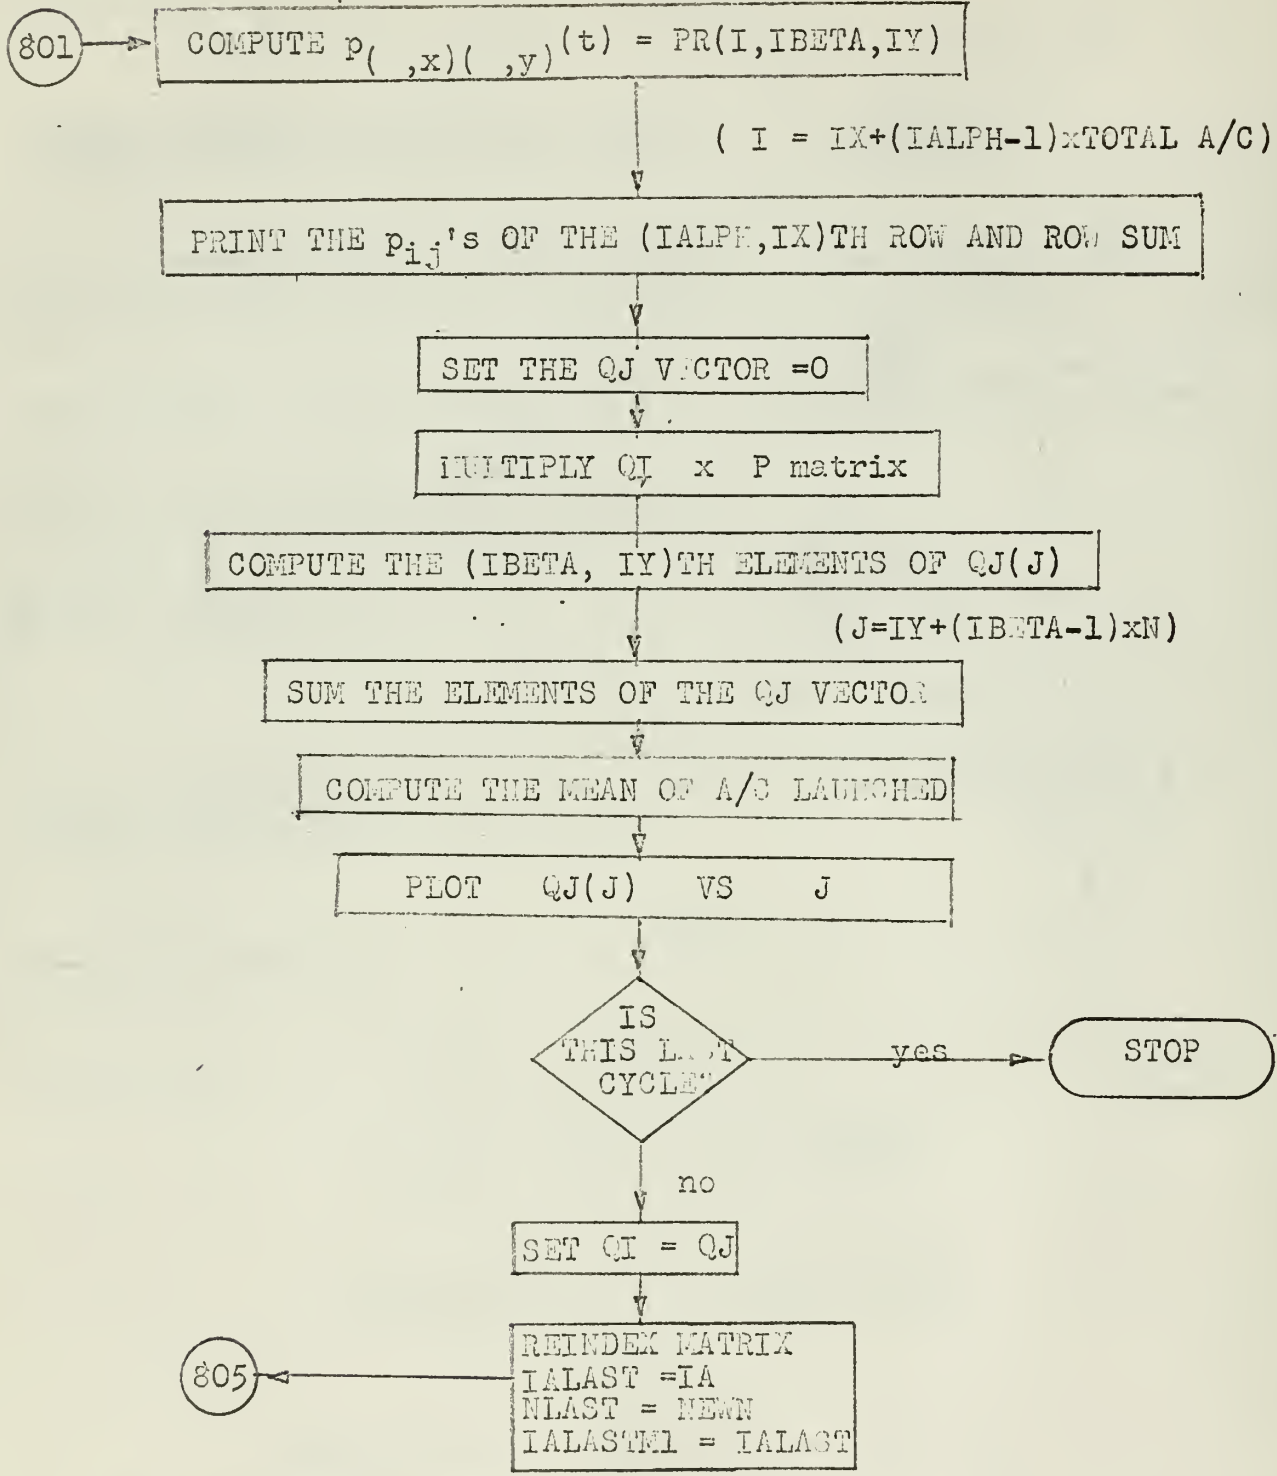 801
COMPUTE p( ,x)( ,y)(t) = PR(I,IBETA,IY)
( I = IX+(IALPH-1)xTOTAL A/C)
PRINT THE pij's OF THE (IALPH,IX)TH ROW AND ROW SUM
SET THE QJ VECTOR =0
MULTIPLY QI x P matrix
COMPUTE THE (IBETA, IY)TH ELEMENTS OF QJ(J)
(J=IY+(IBETA-1)xN)
SUM THE ELEMENTS OF THE QJ VECTOR
COMPUTE THE MEAN OF A/C LAUNCHED
PLOT QJ(J) VS J
IS
THIS LAST
CYCLE?
yes
STOP
no
SET QI = QJ
REINDEX MATRIX
IALAST =IA
NLAST = NEWN
IALASTM1 = IALAST
805